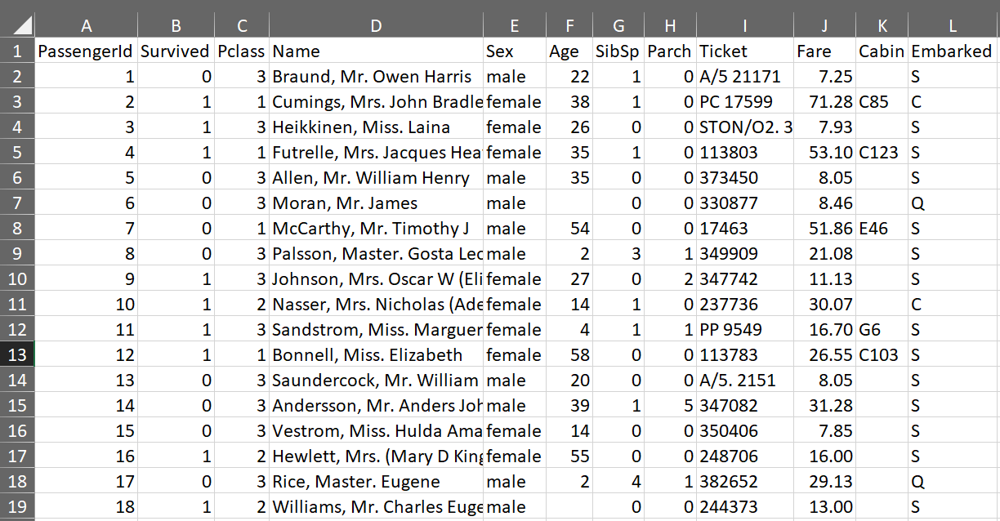 A B C D E F G H I J K L
1 PassengerId Survived Pclass Name Sex Age SibSp Parch Ticket Fare Cabin Embarked
2 1 0 3 Braund, Mr. Owen Harris male 22 1 0 A/5 21171 7.25 S
3 2 1 1 Cumings, Mrs. John Bradle female 38 1 0 PC 17599 71.28 C85 C
4 3 1 3 Heikkinen, Miss. Laina female 26 0 0 STON/O2. 3 7.93 S
5 4 1 1 Futrelle, Mrs. Jacques Hea female 35 1 0 113803 53.10 C123 S
6 5 0 3 Allen, Mr. William Henry male 35 0 0 373450 8.05 S
7 6 0 3 Moran, Mr. James male 0 0 330877 8.46 Q
8 7 0 1 McCarthy, Mr. Timothy J male 54 0 0 17463 51.86 E46 S
9 8 0 3 Palsson, Master. Gosta Leo male 2 3 1 349909 21.08 S
10 9 1 3 Johnson, Mrs. Oscar W (Eli female 27 0 2 347742 11.13 S
11 10 1 2 Nasser, Mrs. Nicholas (Ade female 14 1 0 237736 30.07 C
12 11 1 3 Sandstrom, Miss. Marguer female 4 1 1 PP 9549 16.70 G6 S
13 12 1 1 Bonnell, Miss. Elizabeth female 58 0 0 113783 26.55 C103 S
14 13 0 3 Saundercock, Mr. William male 20 0 0 A/5. 2151 8.05 S
15 14 0 3 Andersson, Mr. Anders Joh male 39 1 5 347082 31.28 S
16 15 0 3 Vestrom, Miss. Hulda Ama female 14 0 0 350406 7.85 S
17 16 1 2 Hewlett, Mrs. (Mary D King female 55 0 0 248706 16.00 S
18 17 0 3 Rice, Master. Eugene male 2 4 1 382652 29.13 Q
19 18 1 2 Williams, Mr. Charles Euge male 0 0 244373 13.00 S